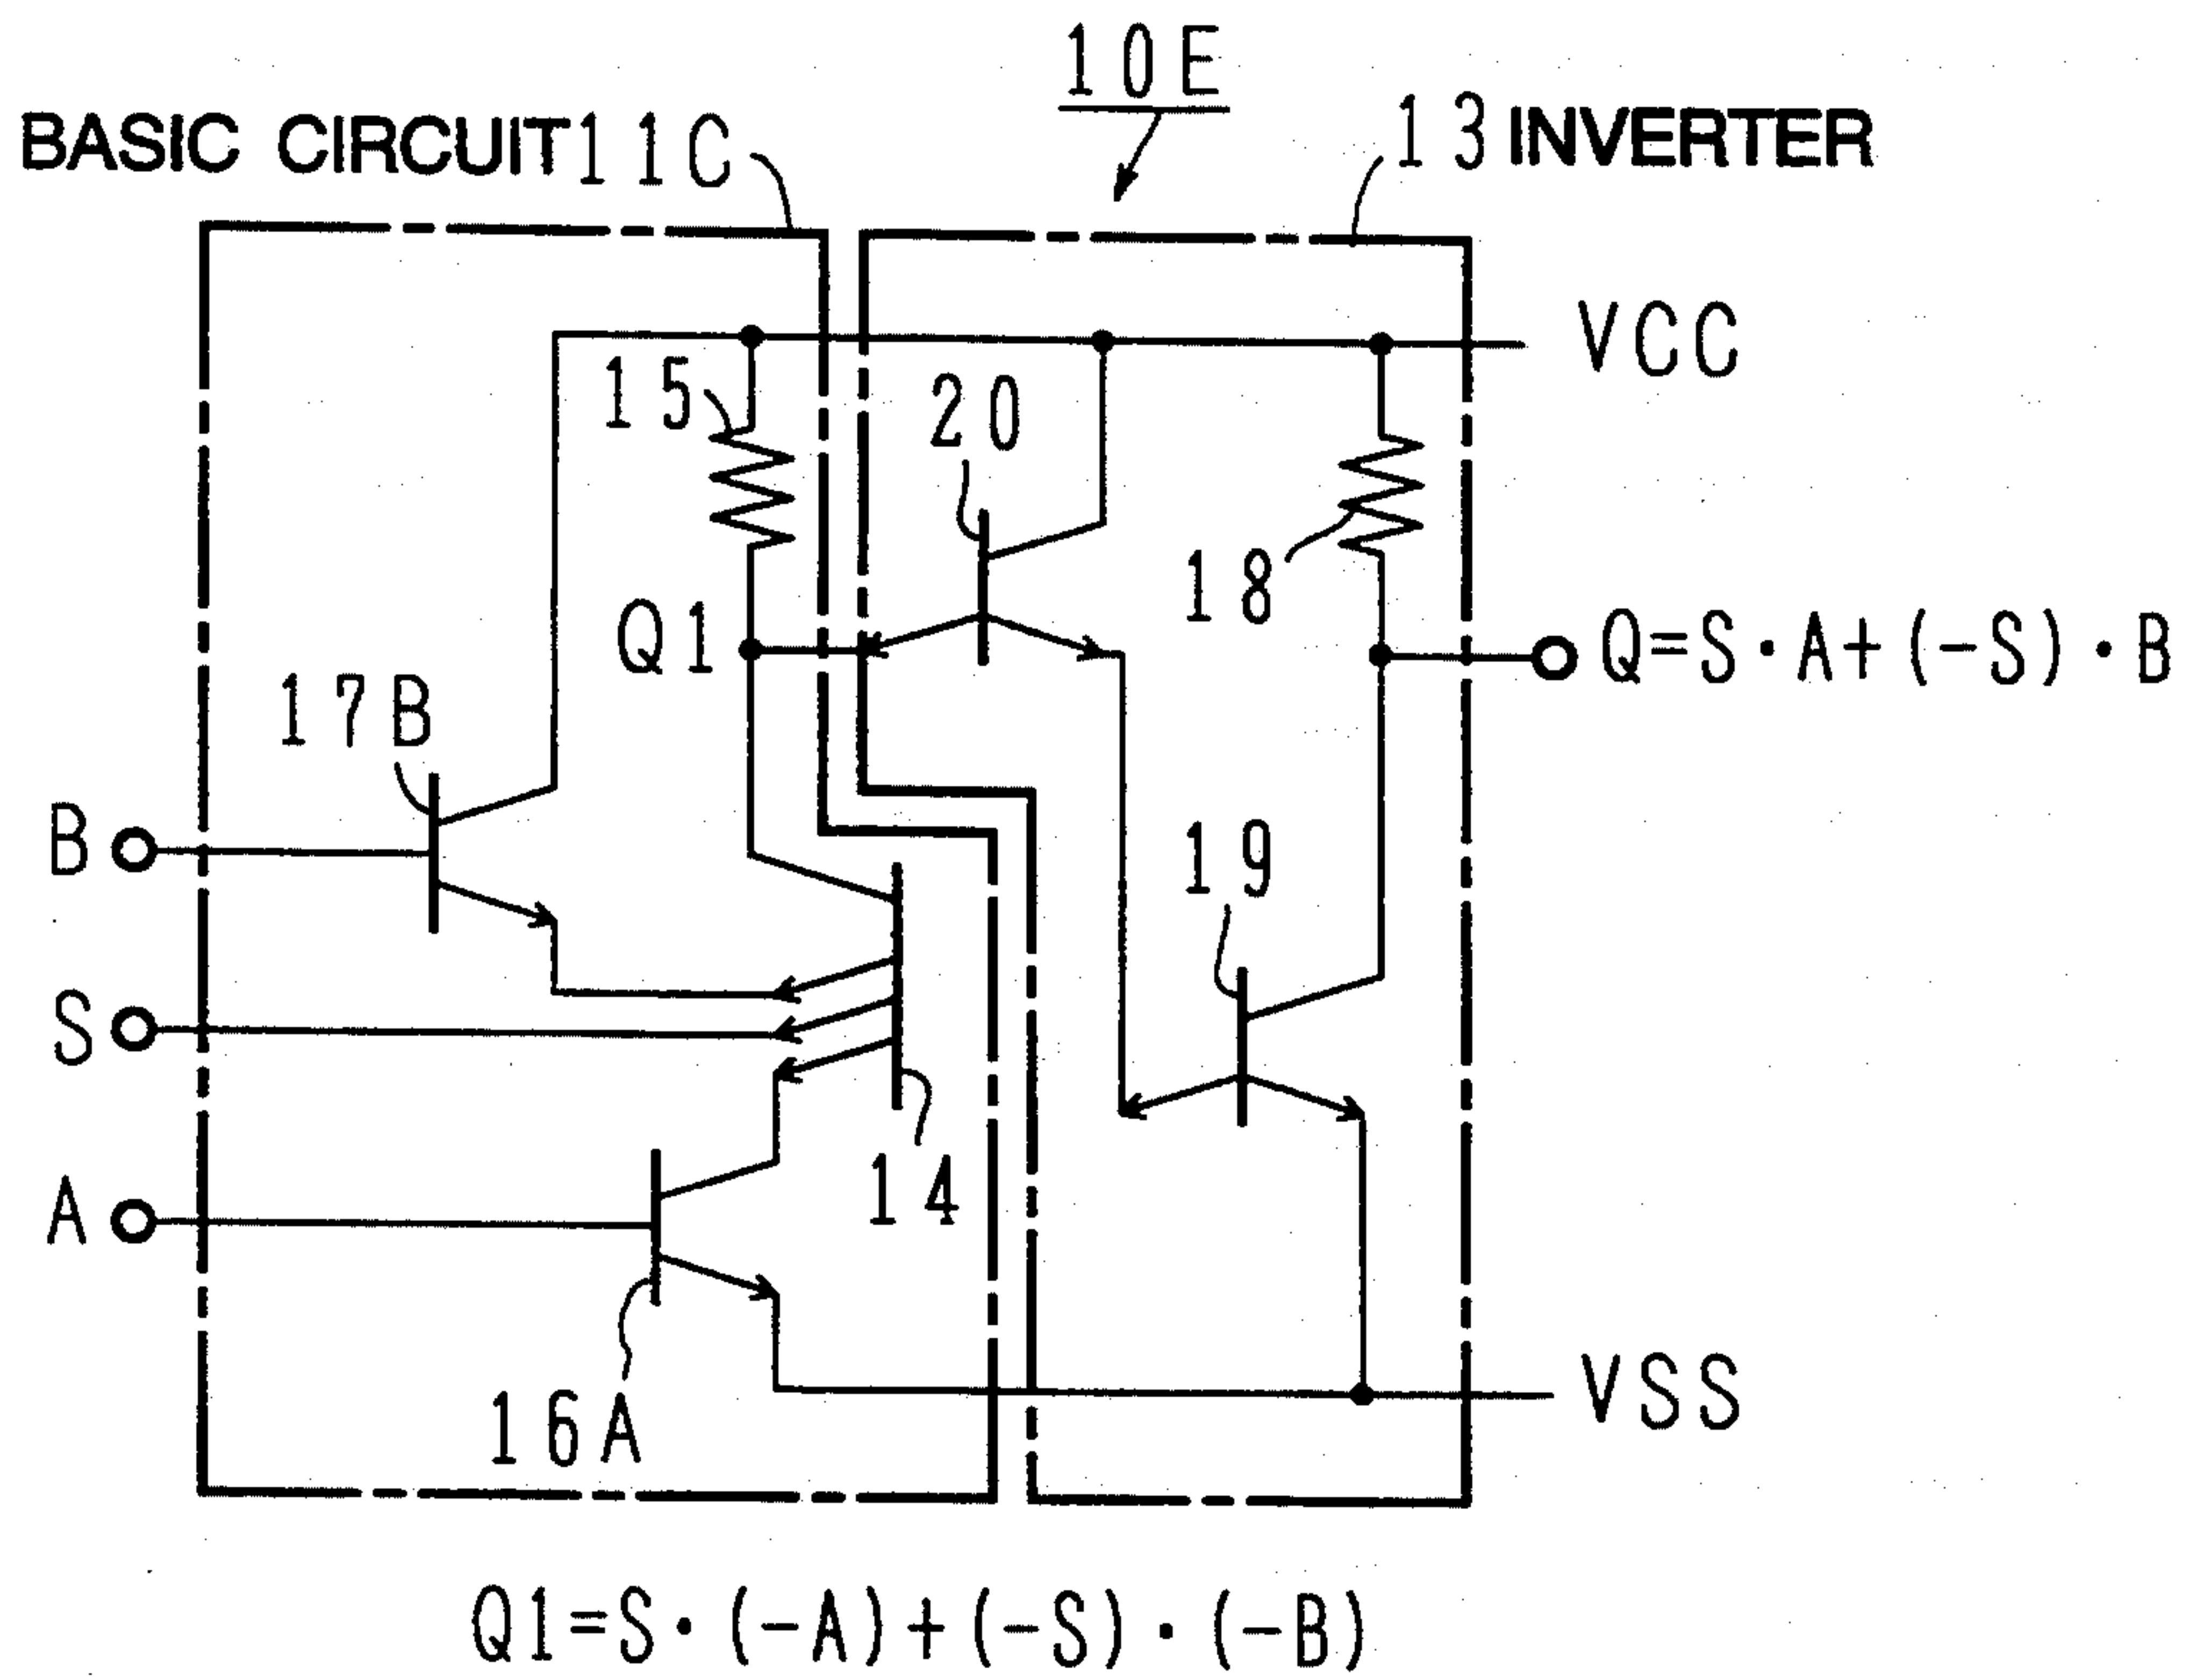 10E
BASIC CIRCUIT 11C
13 INVERTER
VCC
15
20
18
Q1
Q=S·A+(-S)·B
17B
B
19
S
14
A
16A
VSS
Q1=S·(-A)+(-S)·(-B)